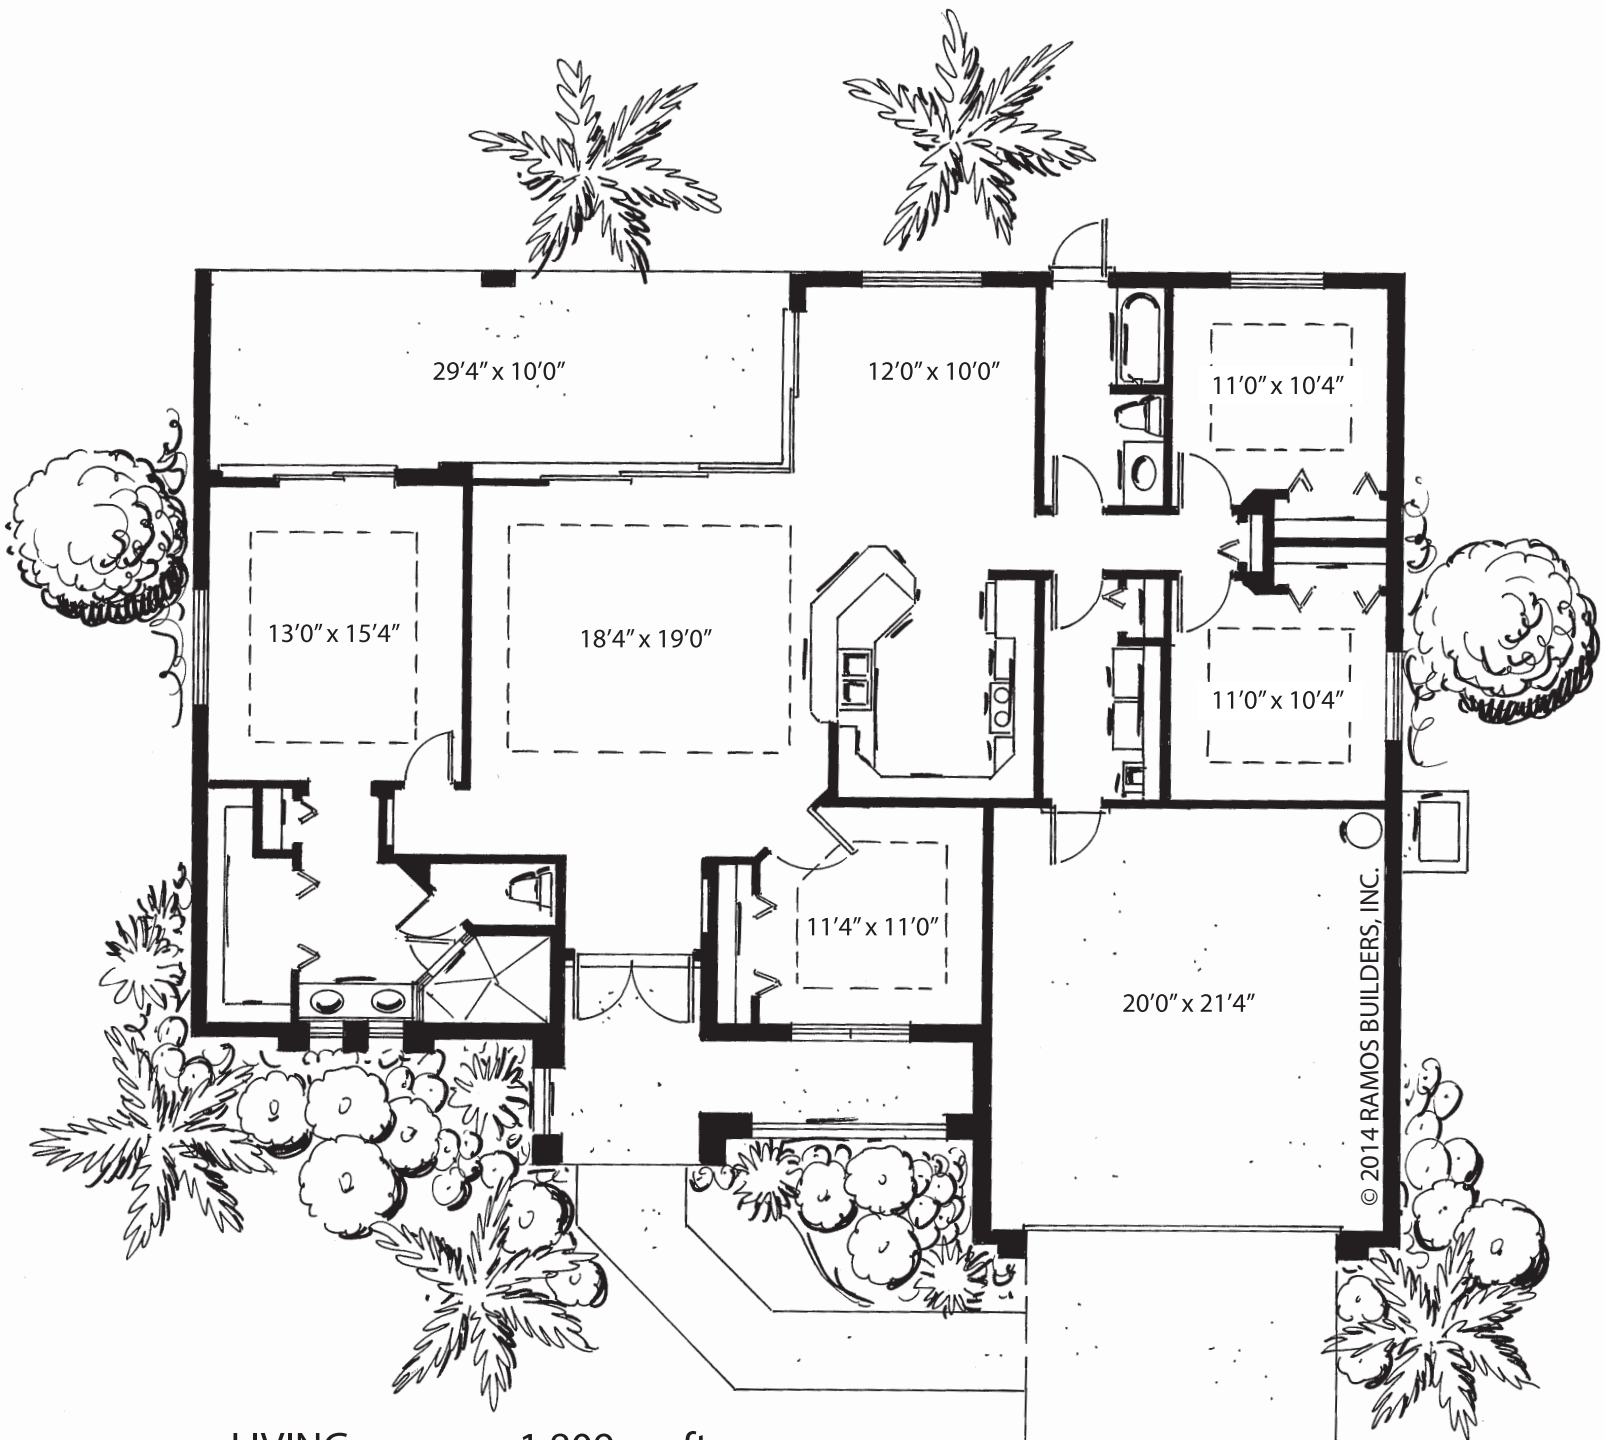 29’4” x 10’0”
12’0” x 10’0”
11’0” x 10’4”
13’0” x 15’4”
18’4” x 19’0”
11’0” x 10’4”
11’4” x 11’0”
20’0” x 21’4”
© 2014 RAMOS BUILDERS, INC.
LIVING